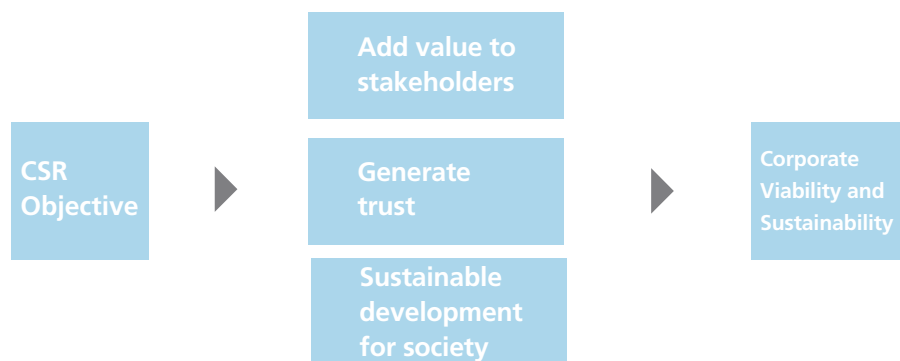 CSR
Objective
Add value to
stakeholders
Generate
trust
Sustainable
development
for society
Corporate
Viability and
Sustainability